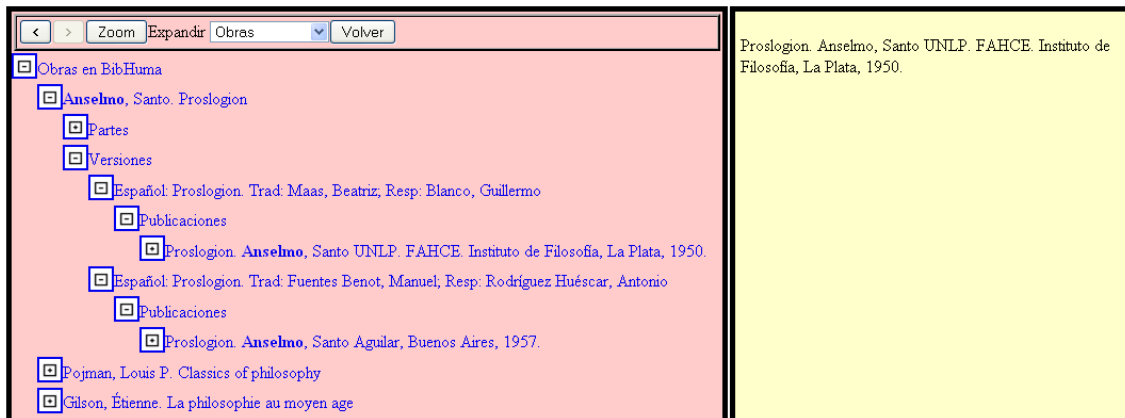 < > Zoom Expandir Obras Volver
Obras en BibHuma
Anselmo, Santo. Proslogion
Partes
Versiones
Español: Proslogion. Trad: Maas, Beatriz; Resp: Blanco, Guillermo
Publicaciones
Proslogion. Anselmo, Santo UNLP. FAHCE. Instituto de Filosofía, La Plata, 1950.
Español: Proslogion. Trad: Fuentes Benot, Manuel; Resp: Rodríguez Huéscar, Antonio
Publicaciones
Proslogion. Anselmo, Santo Aguilar, Buenos Aires, 1957.
Pojman, Louis P. Classics of philosophy
Gilson, Étienne. La philosophie au moyen age
Proslogion. Anselmo, Santo UNLP. FAHCE. Instituto de
Filosofía, La Plata, 1950.